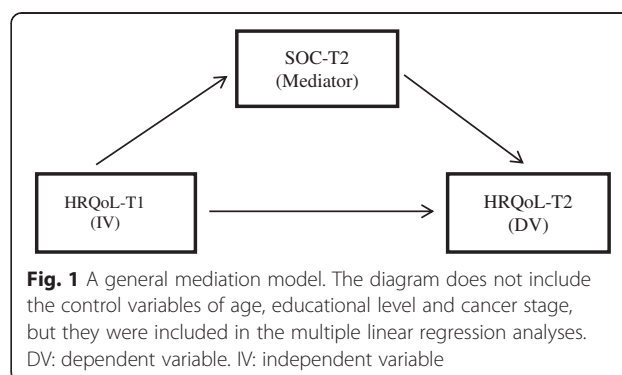 SOC-T2
(Mediator)
HRQoL-T1
(IV)
HRQoL-T2
(DV)
Fig. 1 A general mediation model. The diagram does not include
the control variables of age, educational level and cancer stage,
but they were included in the multiple linear regression analyses.
DV: dependent variable. IV: independent variable